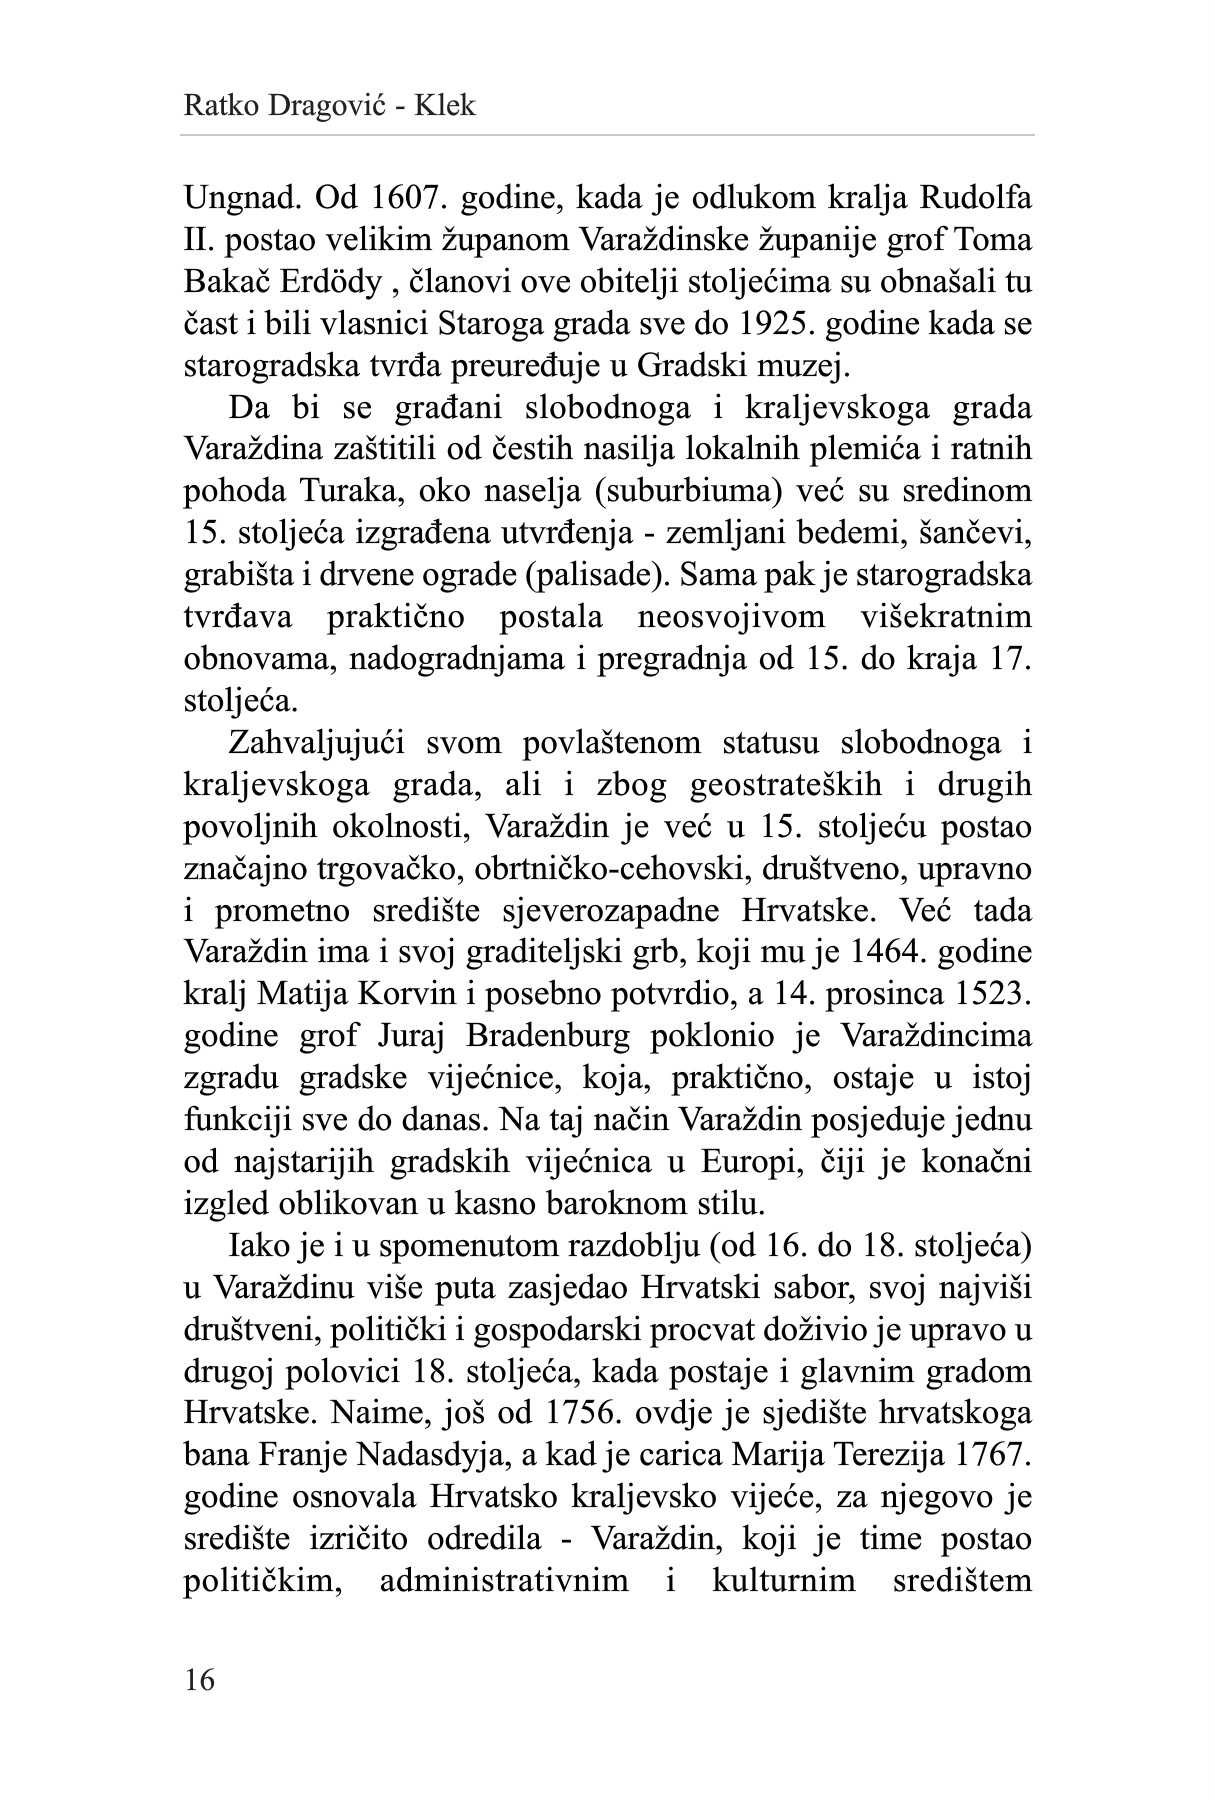 Ratko Dragović - Klek
Ungnad. Od 1607. godine, kada je odlukom kralja Rudolfa
II. postao velikim županom Varaždinske županije grof Toma
Bakač Erdödy , članovi ove obitelji stoljećima su obnašali tu
čast i bili vlasnici Staroga grada sve do 1925. godine kada se
starogradska tvrđa preuređuje u Gradski muzej.
Da bi se građani slobodnoga i kraljevskoga grada
Varaždina zaštitili od čestih nasilja lokalnih plemića i ratnih
pohoda Turaka, oko naselja (suburbiuma) već su sredinom
15. stoljeća izgrađena utvrđenja - zemljani bedemi, šančevi,
grabišta i drvene ograde (palisade). Sama pak je starogradska
tvrđava praktično postala neosvojivom višekratnim
obnovama, nadogradnjama i pregradnja od 15. do kraja 17.
stoljeća.
Zahvaljujući svom povlaštenom statusu slobodnoga i
kraljevskoga grada, ali i zbog geostrateških i drugih
povoljnih okolnosti, Varaždin je već u 15. stoljeću postao
značajno trgovačko, obrtničko-cehovski, društveno, upravno
i prometno središte sjeverozapadne Hrvatske. Već tada
Varaždin ima i svoj graditeljski grb, koji mu je 1464. godine
kralj Matija Korvin i posebno potvrdio, a 14. prosinca 1523.
godine grof Juraj Bradenburg poklonio je Varaždincima
zgradu gradske vijećnice, koja, praktično, ostaje u istoj
funkciji sve do danas. Na taj način Varaždin posjeduje jednu
od najstarijih gradskih vijećnica u Europi, čiji je konačni
izgled oblikovan u kasno baroknom stilu.
Iako je i u spomenutom razdoblju (od 16. do 18. stoljeća)
u Varaždinu više puta zasjedao Hrvatski sabor, svoj najviši
društveni, politički i gospodarski procvat doživio je upravo u
drugoj polovici 18. stoljeća, kada postaje i glavnim gradom
Hrvatske. Naime, još od 1756. ovdje je sjedište hrvatskoga
bana Franje Nadasdyja, a kad je carica Marija Terezija 1767.
godine osnovala Hrvatsko kraljevsko vijeće, za njegovo je
središte izričito odredila - Varaždin, koji je time postao
političkim, administrativnim i kulturnim središtem
16